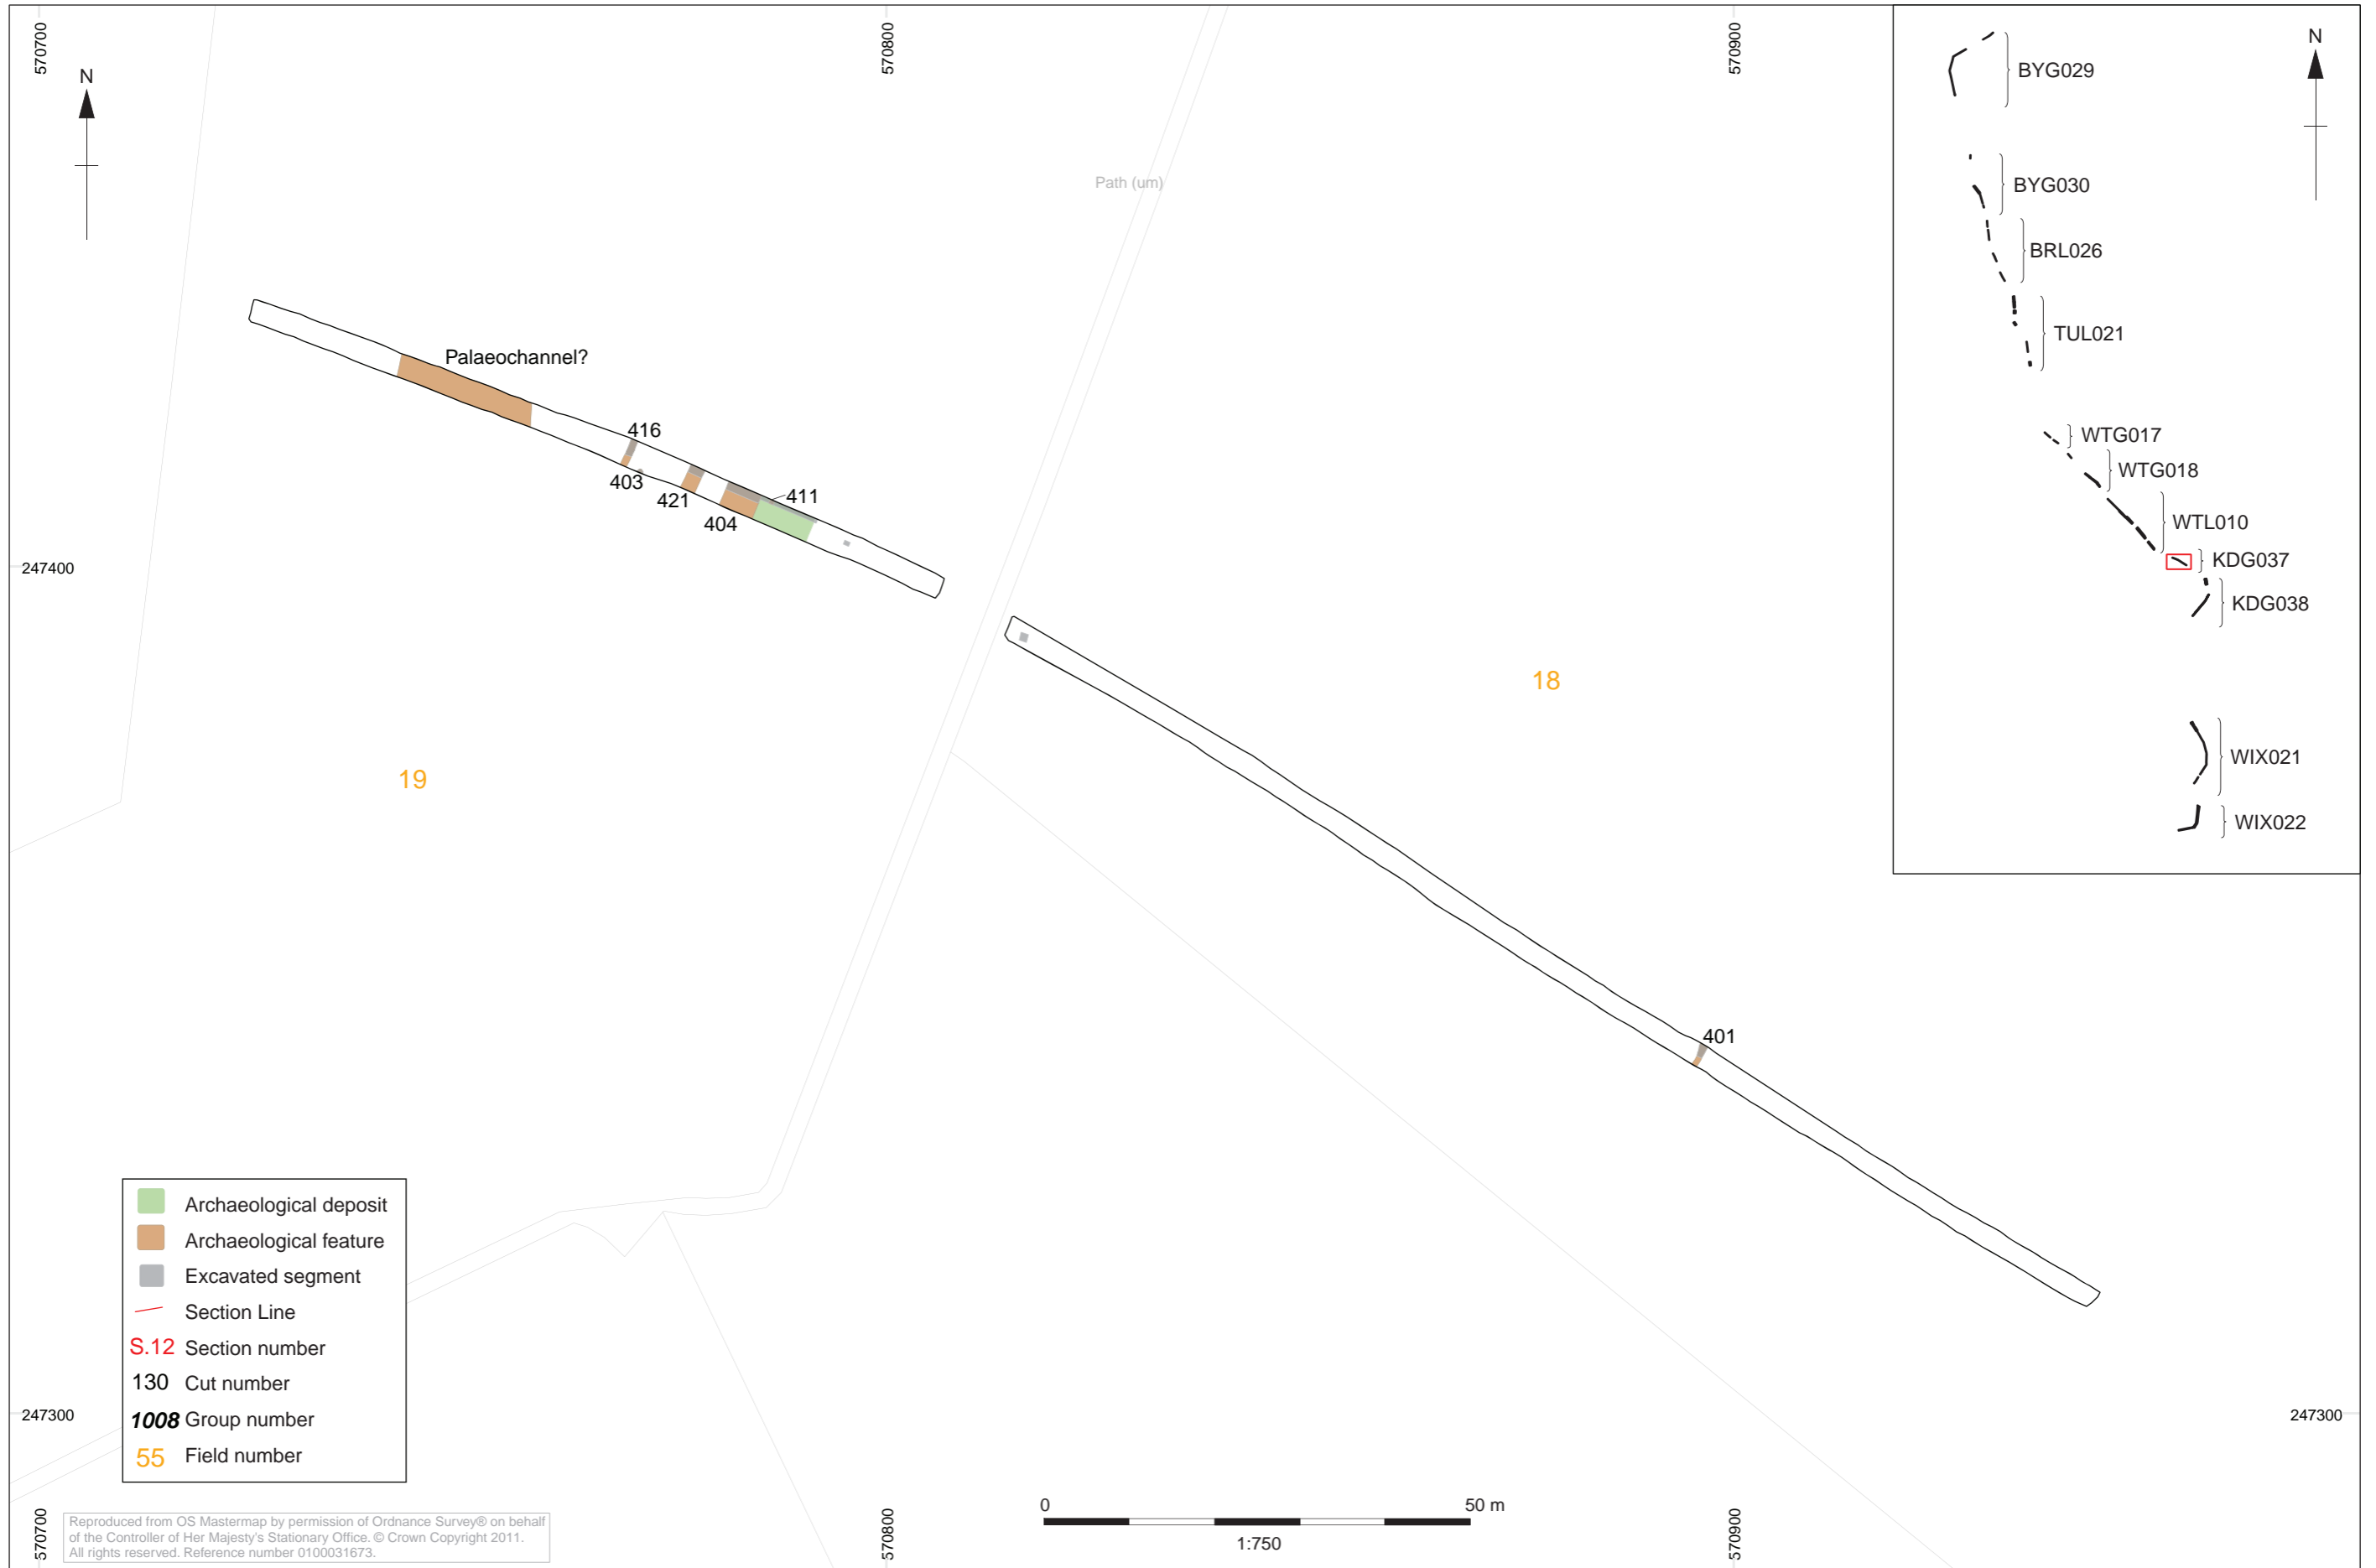 570700
570800
570900
N
N
BYG029
BYG030
BRL026
TUL021
WTG017
WTG018
WTL010
KDG037
KDG038
WIX021
WIX022
Path (um)
Palaeochannel?
416
403
421
411
404
247400
18
19
401
Archaeological deposit
Archaeological feature
Excavated segment
Section Line
S.12 Section number
130 Cut number
1008 Group number
55 Field number
247300
247300
0 50 m
1:750
570700
570800
570900
Reproduced from OS Mastermap by permission of Ordnance Survey® on behalf
of the Controller of Her Majesty's Stationary Office. © Crown Copyright 2011.
All rights reserved. Reference number 0100031673.